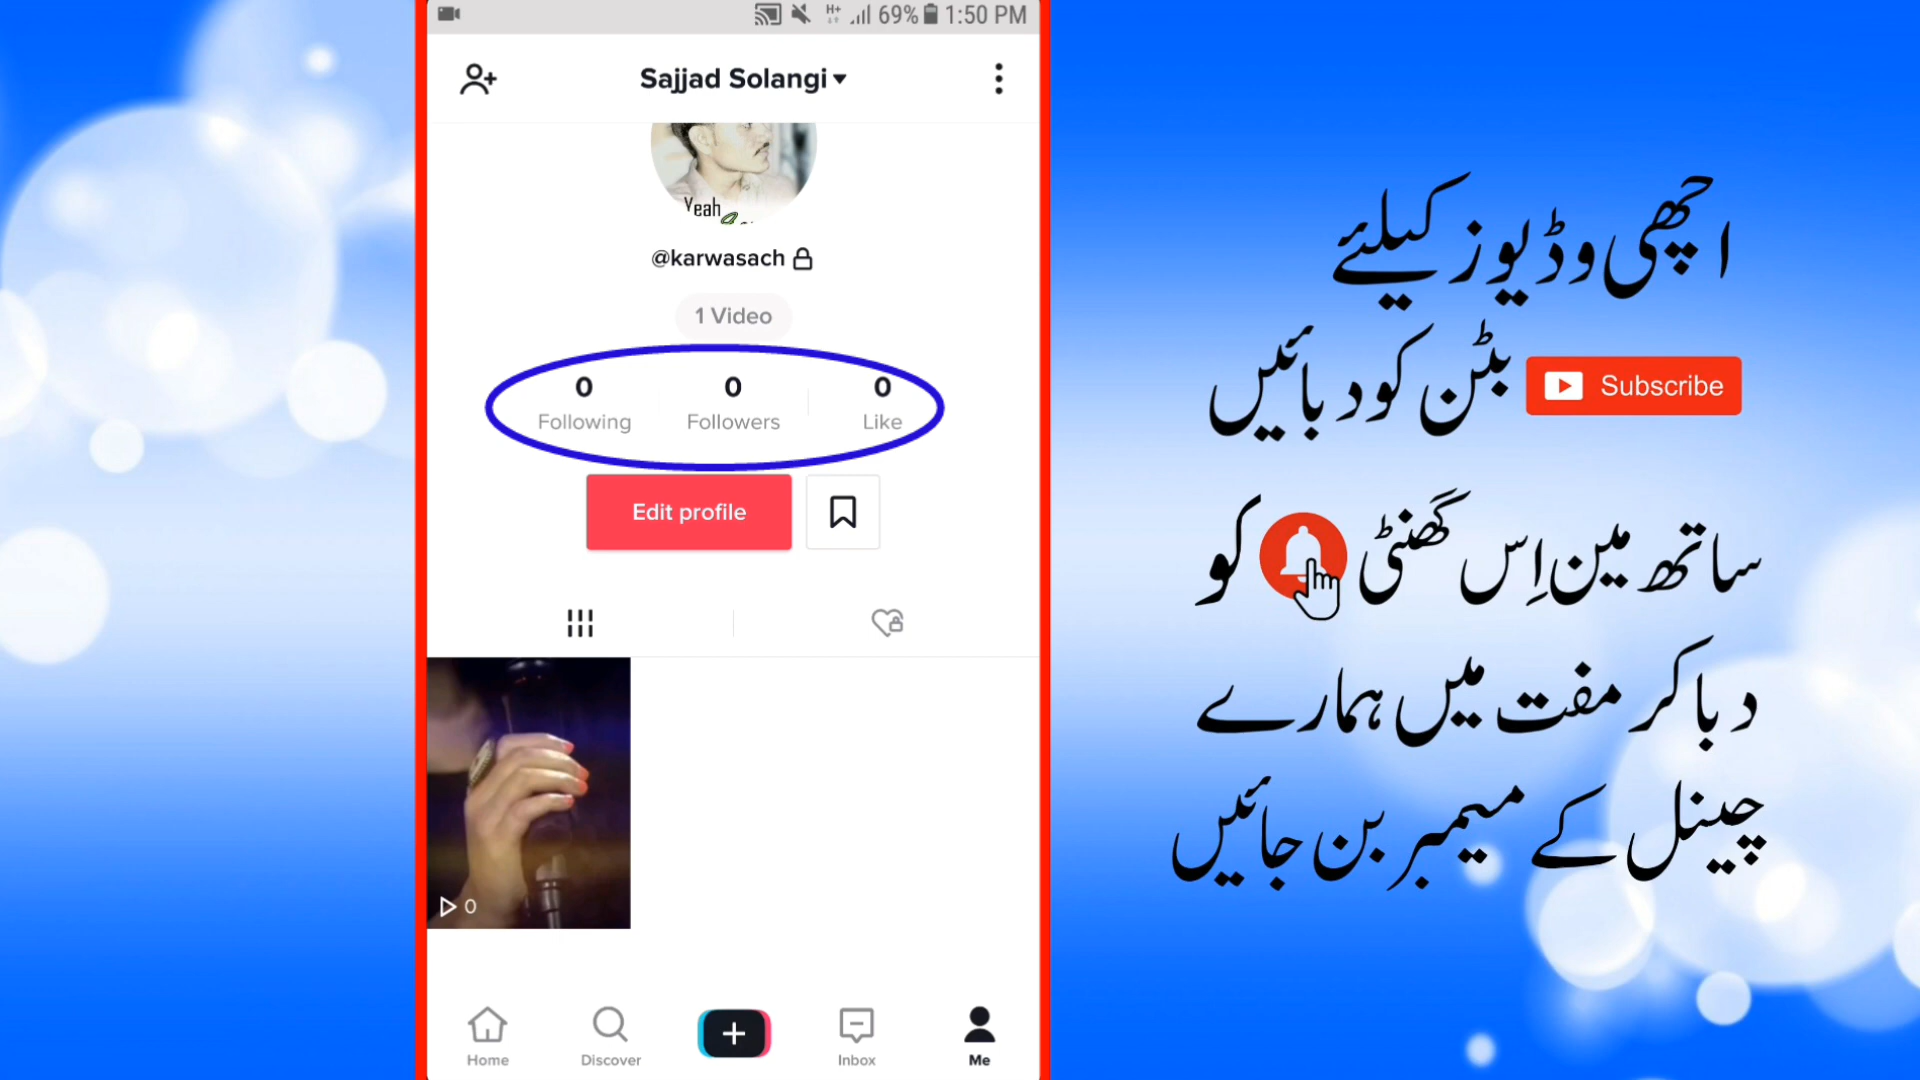 69% 1:50 PM
Sajjad Solangi
Yeah
@karwasach
1 Video
0 0 0
Following Followers Like
Edit profile
0
Home Discover Inbox Me
اچھی وڈیوز کیلئے
Subscribe بٹن کو دبائیں
ساتھ مین اِس گھنٹی کو
دبا کر مفت میں ہمارے
چینل کے میمبر بن جائیں